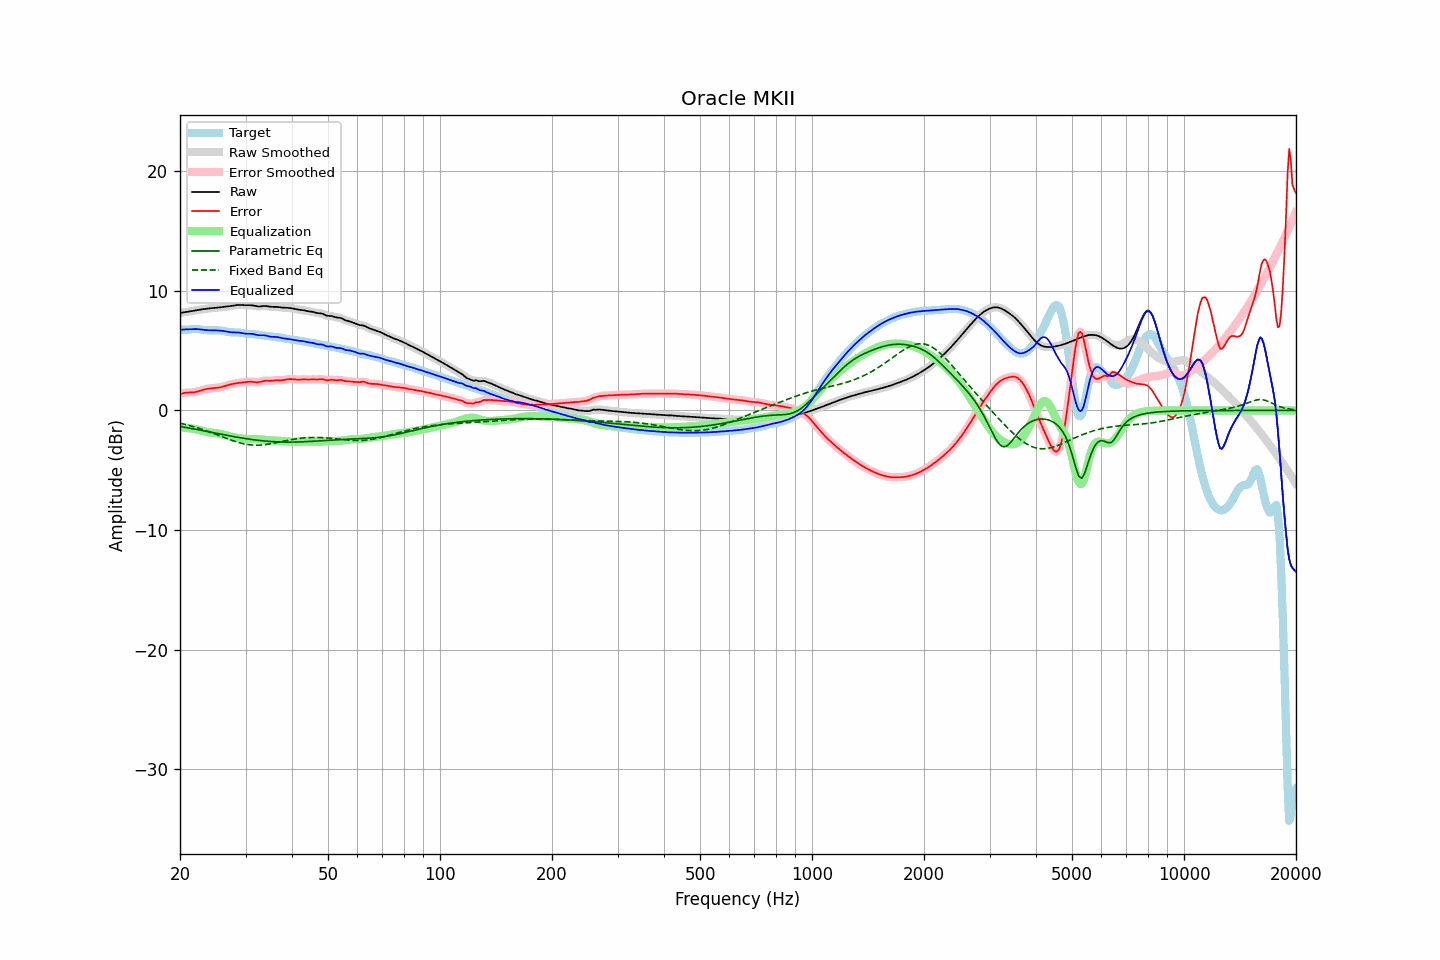 Oracle MKII
Target
Raw Smoothed
Error Smoothed
Raw
Error
Equalization
Parametric Eq
Fixed Band Eq
Equalized
20
10
0
−10
−20
−30
Amplitude (dBr)
20 50 100 200 500 1000 2000 5000 10000 20000
Frequency (Hz)